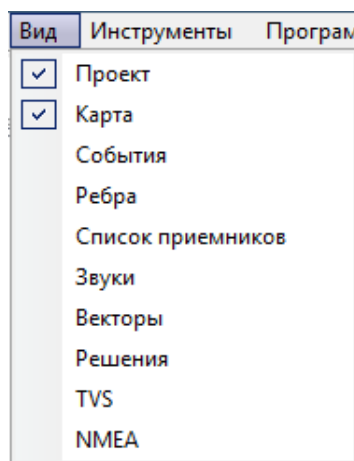 Вид Инструменты
Проект
Карта
События
Ребра
Список приемников
Звуки
Векторы
Решения
TVS
NMEA